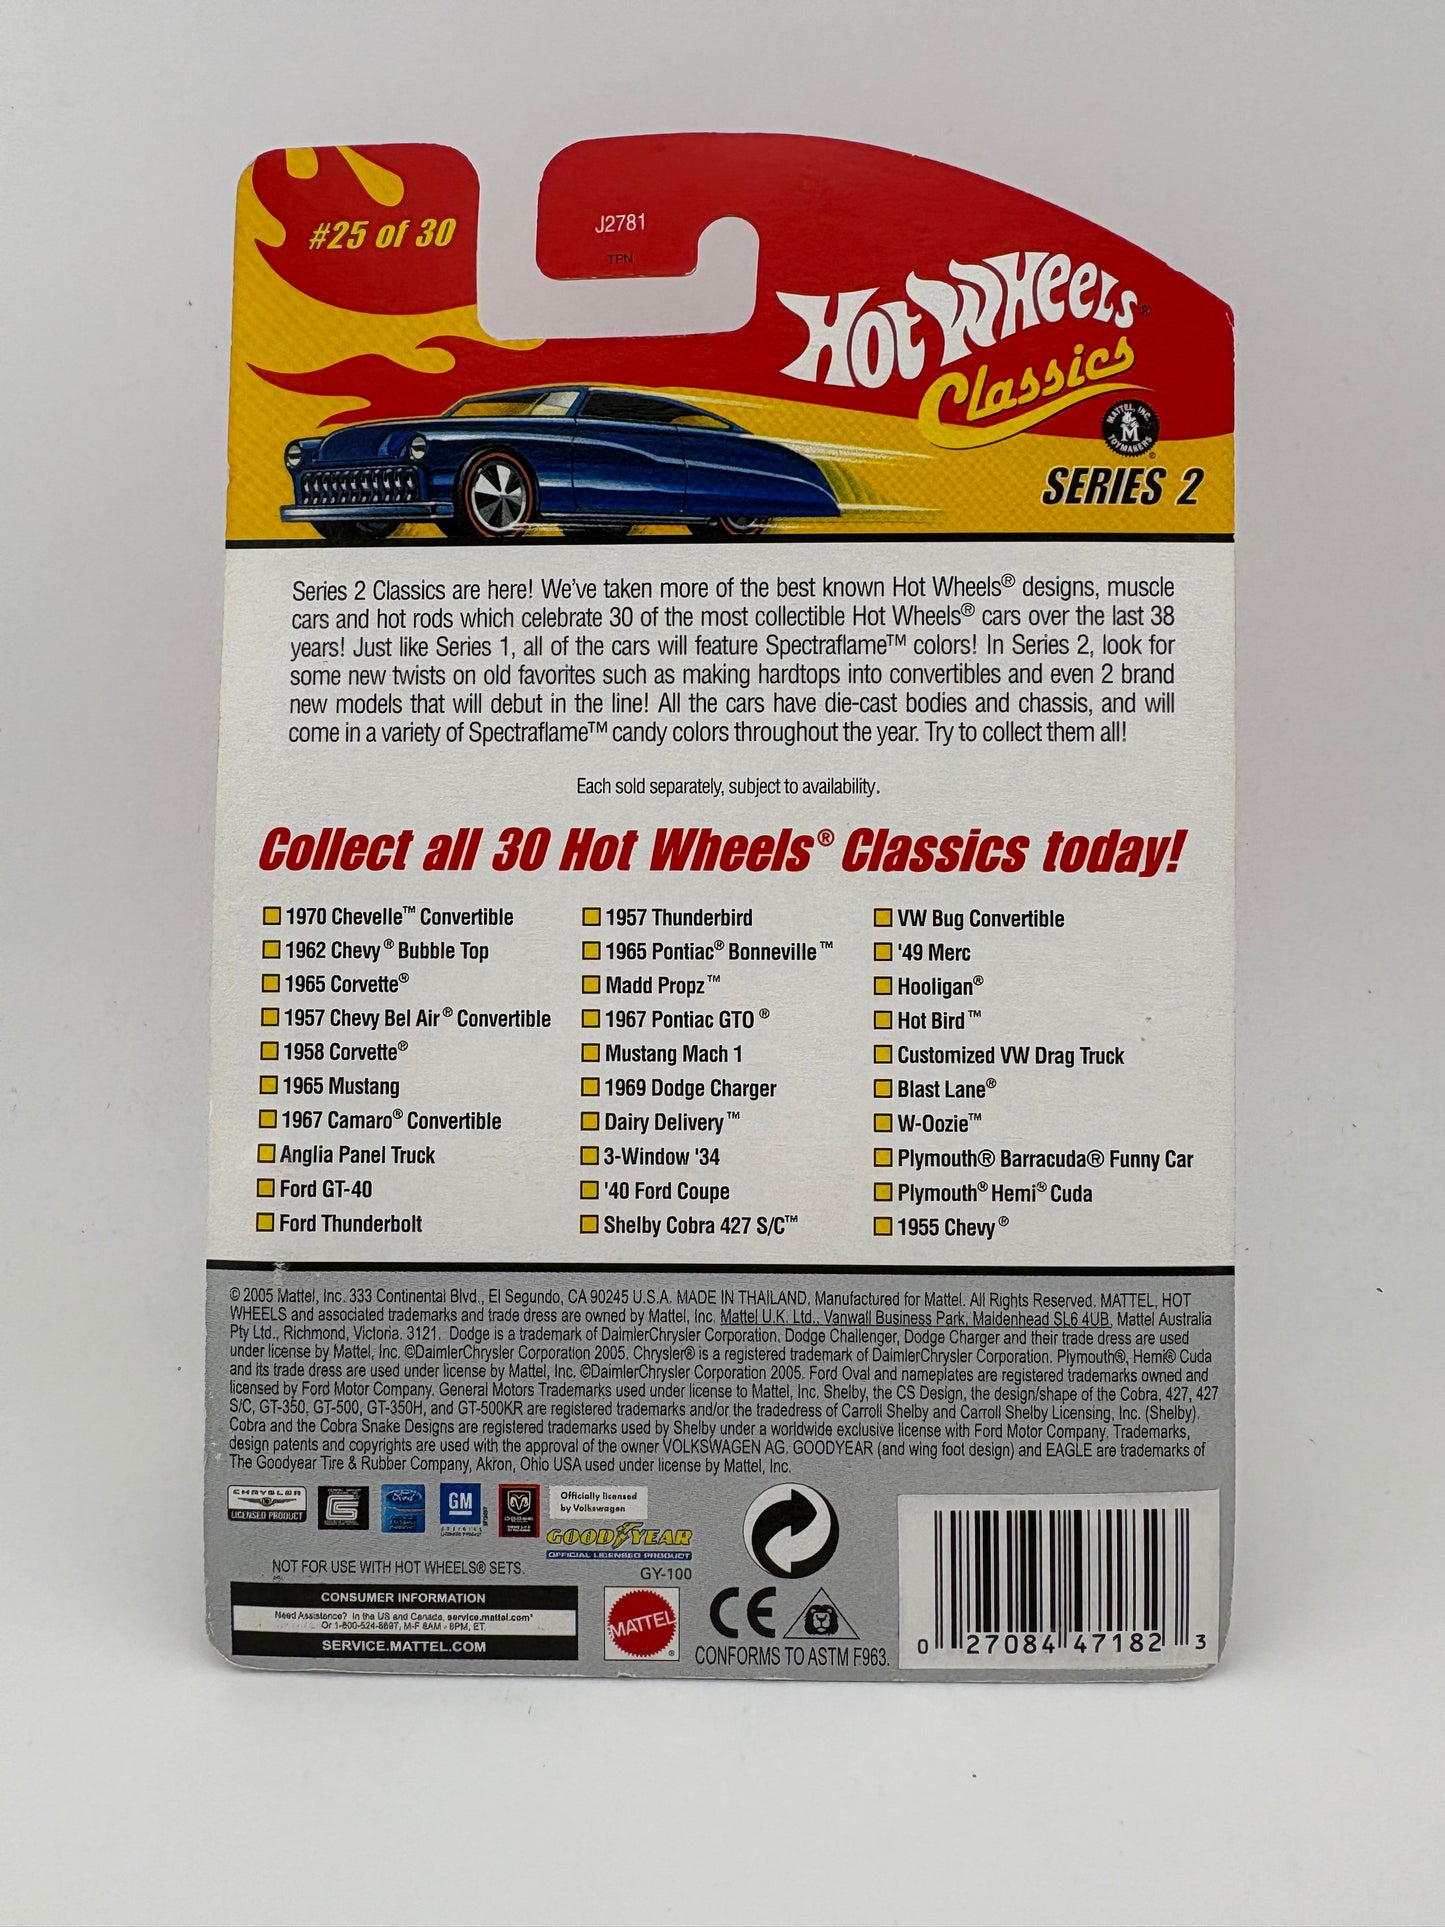 #25 of 30
J2781
TPN
HOT WHEELS®
Classics
MATTEL, INC.
M
TOYMAKERS
SERIES 2
Series 2 Classics are here! We've taken more of the best known Hot Wheels® designs, muscle
cars and hot rods which celebrate 30 of the most collectible Hot Wheels® cars over the last 38
years! Just like Series 1, all of the cars will feature Spectraflame™ colors! In Series 2, look for
some new twists on old favorites such as making hardtops into convertibles and even 2 brand
new models that will debut in the line! All the cars have die-cast bodies and chassis, and will
come in a variety of Spectraflame™ candy colors throughout the year. Try to collect them all!
Each sold separately, subject to availability.
Collect all 30 Hot Wheels® Classics today!
1970 Chevelle™ Convertible
1962 Chevy® Bubble Top
1965 Corvette®
1957 Chevy Bel Air® Convertible
1958 Corvette®
1965 Mustang
1967 Camaro® Convertible
Anglia Panel Truck
Ford GT-40
Ford Thunderbolt
1957 Thunderbird
1965 Pontiac® Bonneville™
Madd Propz™
1967 Pontiac GTO®
Mustang Mach 1
1969 Dodge Charger
Dairy Delivery™
3-Window '34
'40 Ford Coupe
Shelby Cobra 427 S/C™
VW Bug Convertible
'49 Merc
Hooligan®
Hot Bird™
Customized VW Drag Truck
Blast Lane®
W-Oozie™
Plymouth® Barracuda® Funny Car
Plymouth® Hemi® Cuda
1955 Chevy®
© 2005 Mattel, Inc. 333 Continental Blvd., El Segundo, CA 90245 U.S.A. MADE IN THAILAND. Manufactured for Mattel. All Rights Reserved. MATTEL, HOT
WHEELS and associated trademarks and trade dress are owned by Mattel, Inc. Mattel U.K. Ltd., Vanwall Business Park, Maidenhead SL6 4UB. Mattel Australia
Pty Ltd., Richmond, Victoria. 3121. Dodge is a trademark of DaimlerChrysler Corporation. Dodge Challenger, Dodge Charger and their trade dress are used
under license by Mattel, Inc. ©DaimlerChrysler Corporation 2005. Chrysler® is a registered trademark of DaimlerChrysler Corporation. Plymouth®, Hemi® Cuda
and its trade dress are used under license by Mattel, Inc. ©DaimlerChrysler Corporation 2005. Ford Oval and nameplates are registered trademarks owned and
licensed by Ford Motor Company. General Motors Trademarks used under license to Mattel, Inc. Shelby, the CS Design, the design/shape of the Cobra, 427, 427
S/C, GT-350, GT-500, GT-350H, and GT-500KR are registered trademarks and/or the tradedress of Carroll Shelby and Carroll Shelby Licensing, Inc. (Shelby).
Cobra and the Cobra Snake Designs are registered trademarks used by Shelby under a worldwide exclusive license with Ford Motor Company. Trademarks,
design patents and copyrights are used with the approval of the owner VOLKSWAGEN AG. GOODYEAR (and wing foot design) and EAGLE are trademarks of
The Goodyear Tire & Rubber Company, Akron, Ohio USA used under license by Mattel, Inc.
CHRYSLER
LICENSED PRODUCT
Ford
GM
DODGE
Officially licensed
by Volkswagen
GOODYEAR
OFFICIAL LICENSED PRODUCT
GY-100
NOT FOR USE WITH HOT WHEELS® SETS.
CONSUMER INFORMATION
Need Assistance? In the US and Canada, service.mattel.com*
Or 1-800-524-8697, M-F 8AM - 6PM, ET.
SERVICE.MATTEL.COM
MATTEL®
CE
CONFORMS TO ASTM F963.
0 27084 47182 3